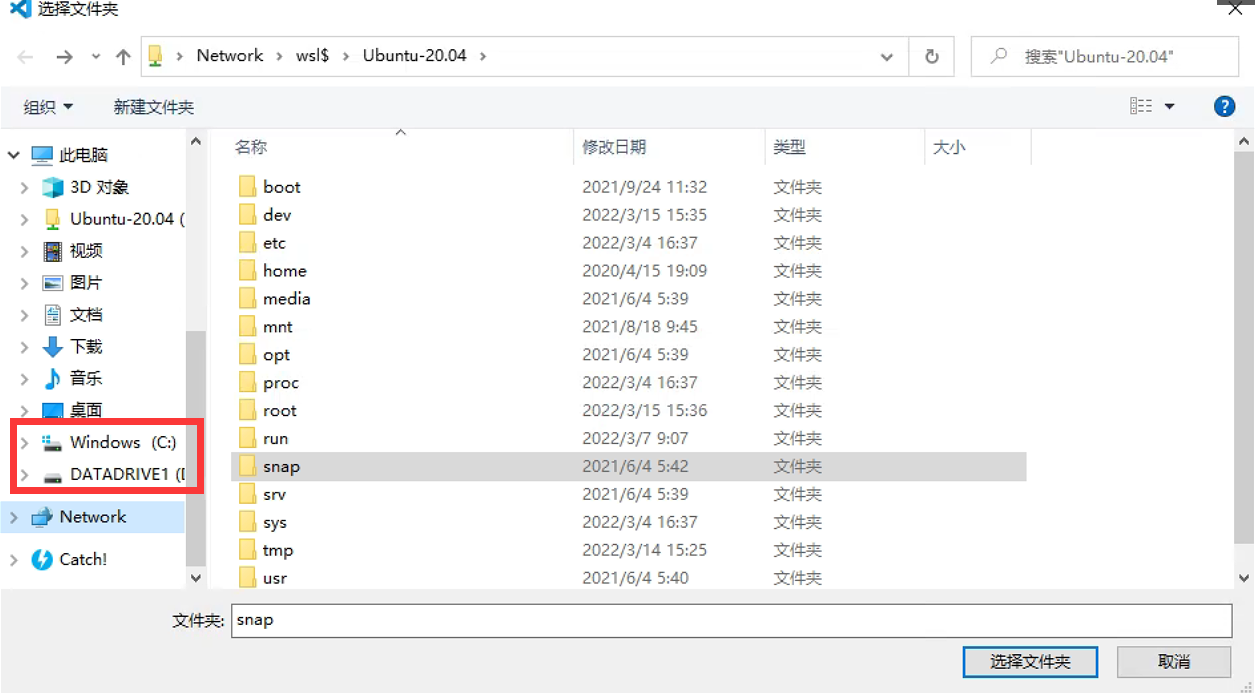 选择文件夹
Network wsl$ Ubuntu-20.04
搜索"Ubuntu-20.04"
组织 新建文件夹
名称 修改日期 类型 大小
此电脑
3D 对象
Ubuntu-20.04 (
视频
图片
文档
下载
音乐
桌面
Windows (C:)
DATADRIVE1 (
Network
Catch!
boot 2021/9/24 11:32 文件夹
dev 2022/3/15 15:35 文件夹
etc 2022/3/4 16:37 文件夹
home 2020/4/15 19:09 文件夹
media 2021/6/4 5:39 文件夹
mnt 2021/8/18 9:45 文件夹
opt 2021/6/4 5:39 文件夹
proc 2022/3/4 16:37 文件夹
root 2022/3/15 15:36 文件夹
run 2022/3/7 9:07 文件夹
snap 2021/6/4 5:42 文件夹
srv 2021/6/4 5:39 文件夹
sys 2022/3/4 16:37 文件夹
tmp 2022/3/14 15:25 文件夹
usr 2021/6/4 5:40 文件夹
文件夹: snap
选择文件夹 取消